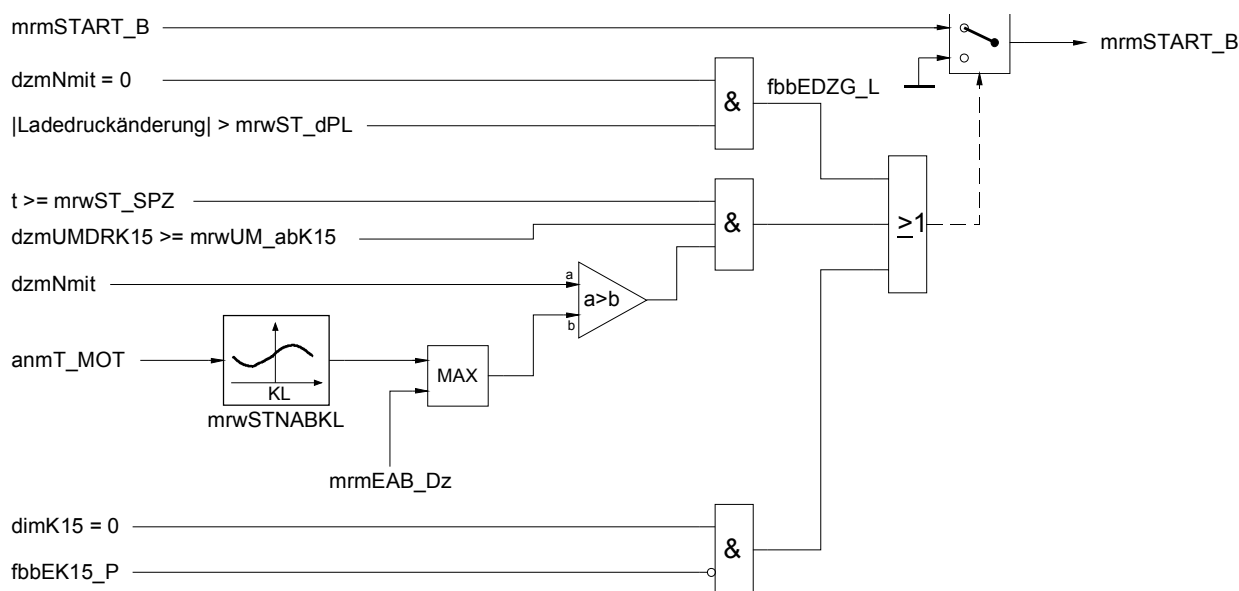 mrmSTART_B
mrmSTART_B
dzmNmit = 0
fbbEDZG_L
&
|Ladedruckänderung| > mrwST_dPL
t >= mrwST_SPZ
&
≥1
dzmUMDRK15 >= mrwUM_abK15
dzmNmit
a
a>b
b
anmT_MOT
KL
MAX
mrwSTNABKL
mrmEAB_Dz
dimK15 = 0
&
fbbEK15_P